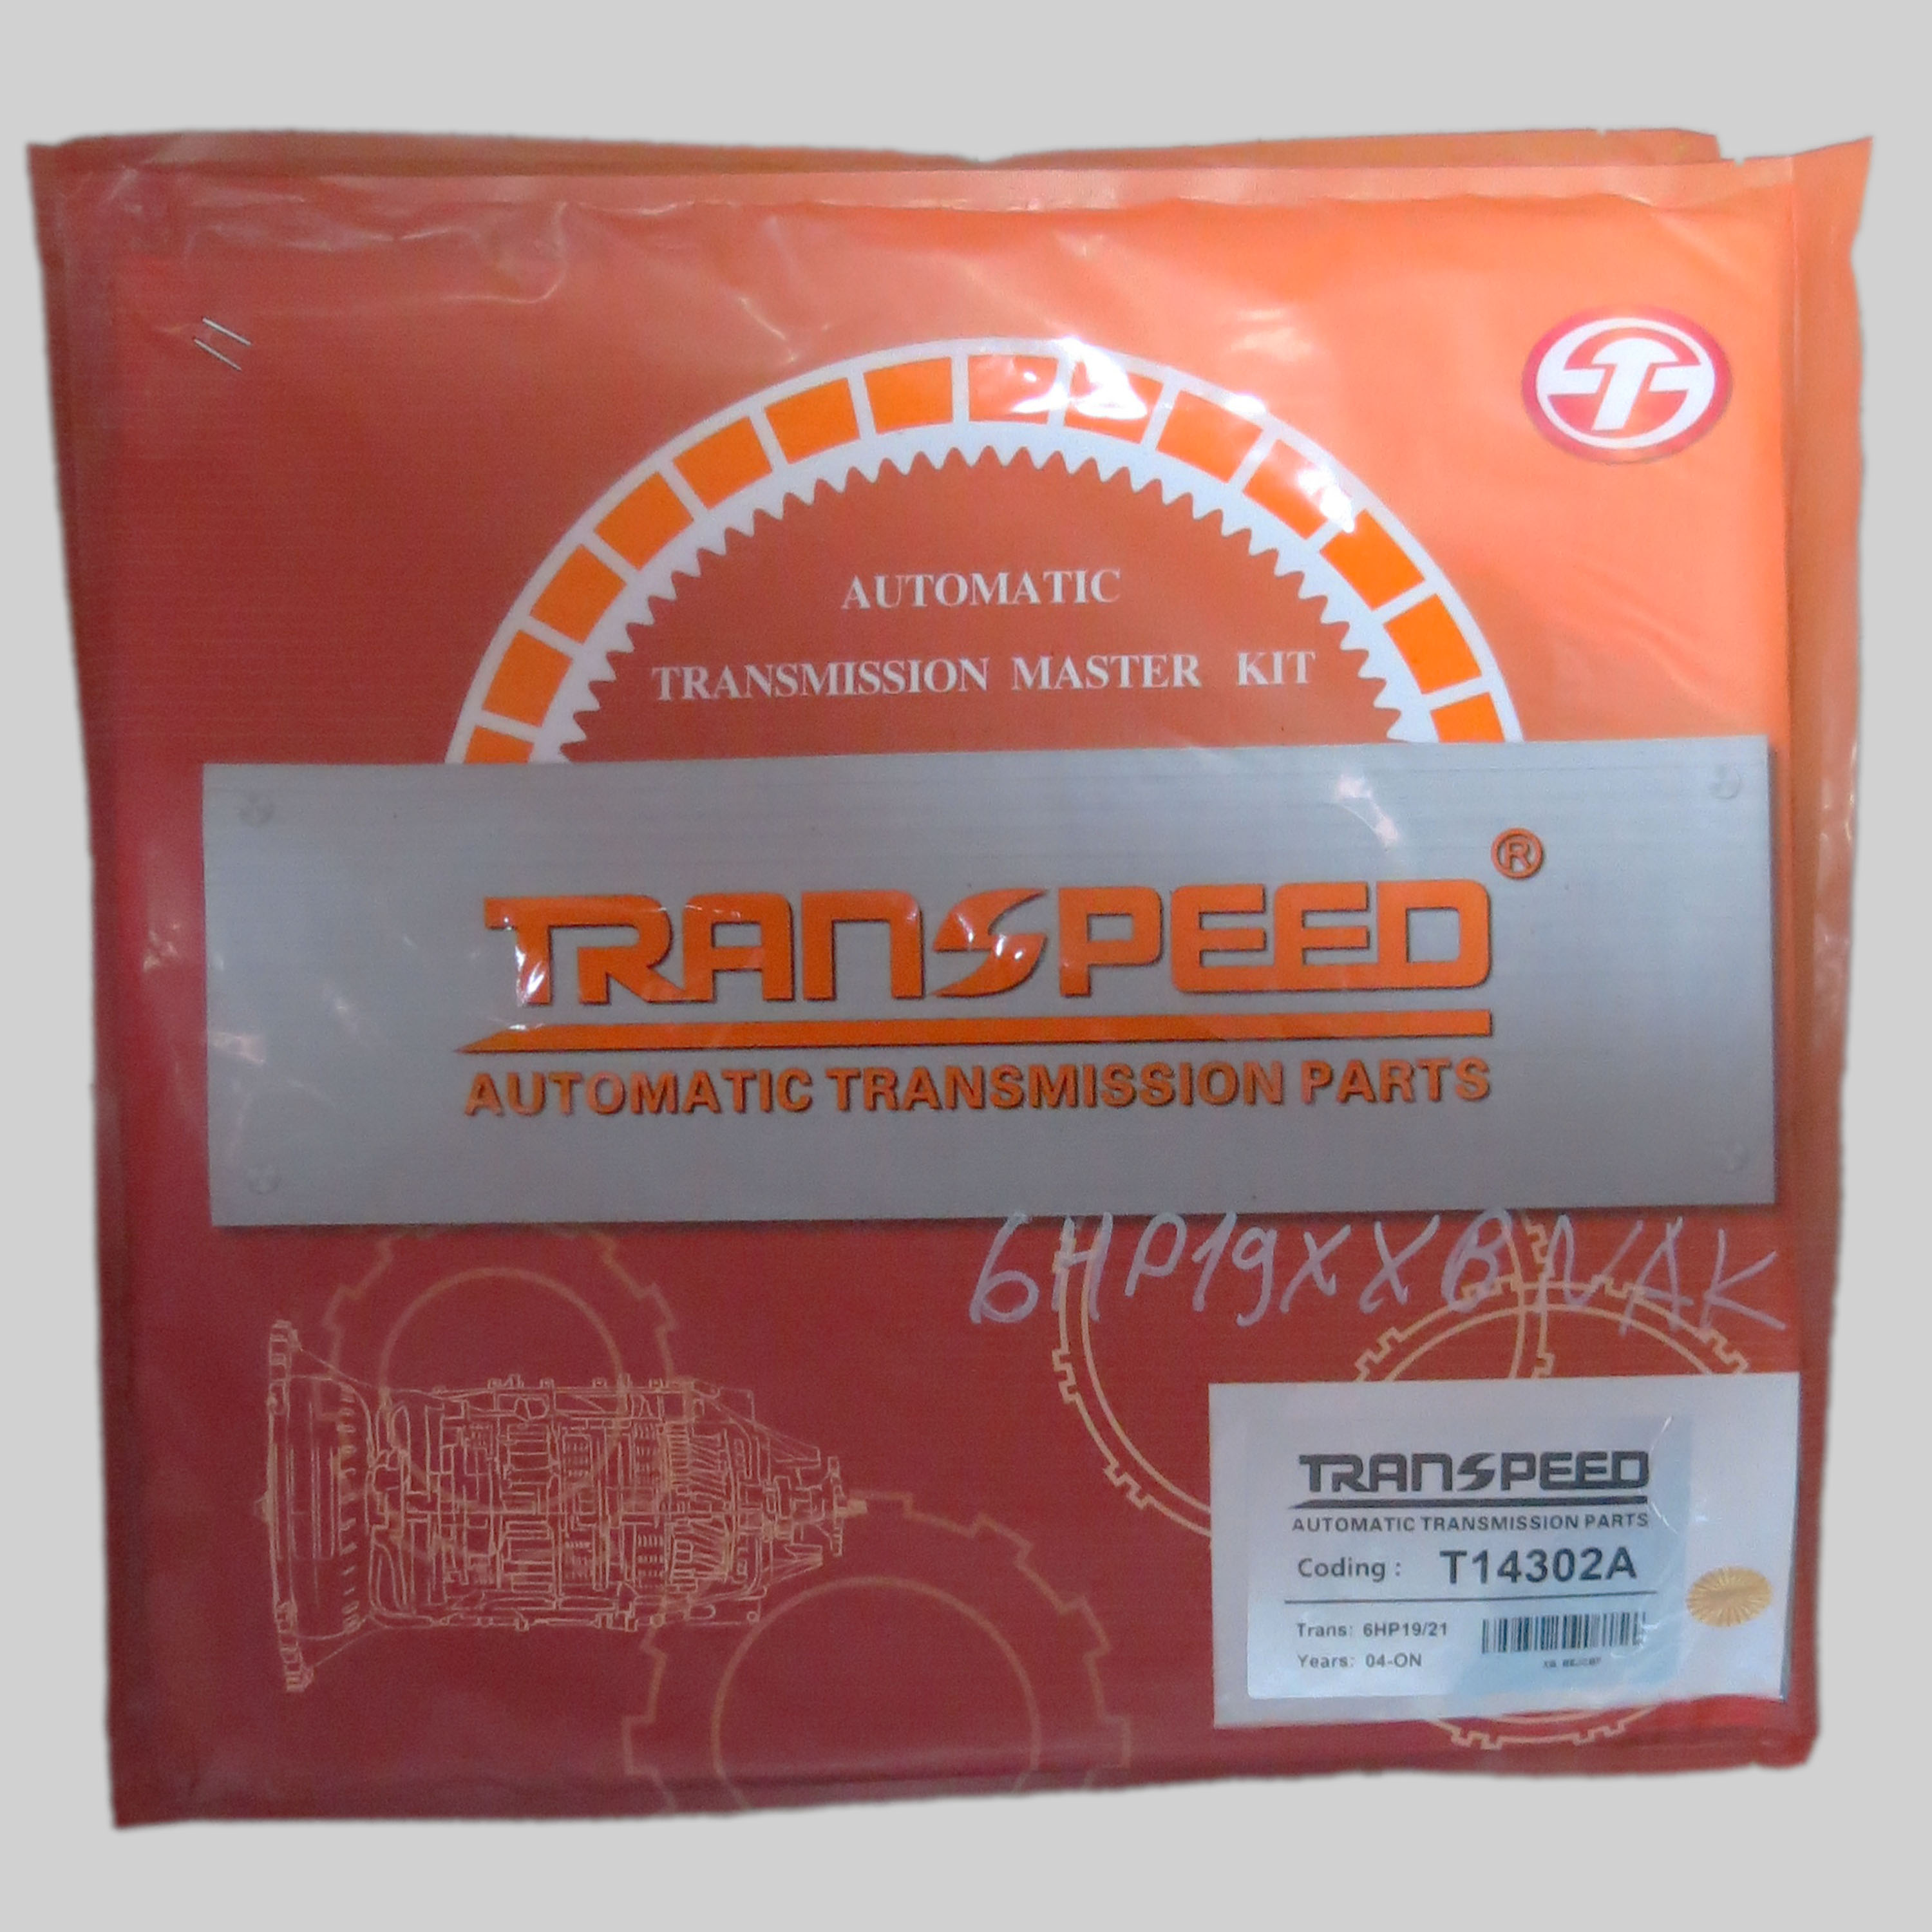 AUTOMATIC
TRANSMISSION MASTER KIT
TRANSPEED®
AUTOMATIC TRANSMISSION PARTS
6HP19XXBNAK
TRANSPEED
AUTOMATIC TRANSMISSION PARTS
Coding : T14302A
Trans: 6HP19/21
Years: 04-ON